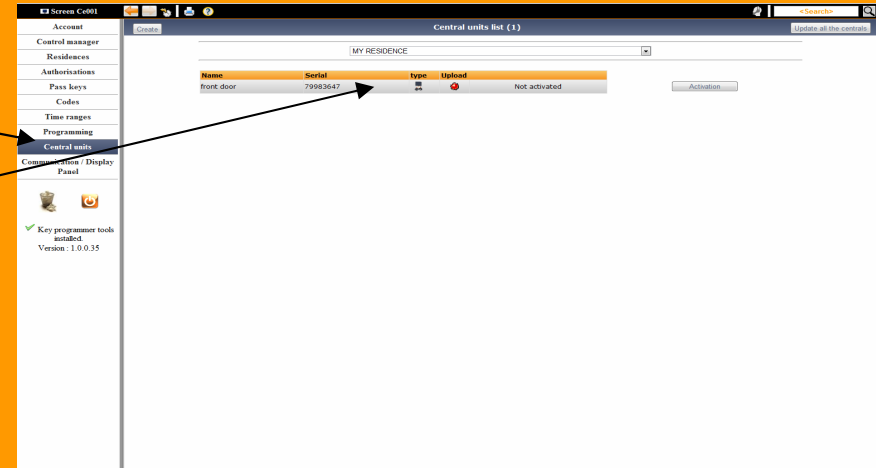 Screen Ce001
<Search>
Account
Control manager
Residences
Authorisations
Pass keys
Codes
Time ranges
Programming
Central units
Communication / Display
Panel
Key programmer tools
installed.
Version : 1.0.0.35
Create
Central units list (1)
Update all the centrals
MY RESIDENCE
Name Serial type Upload
front door 79983647 Not activated Activation